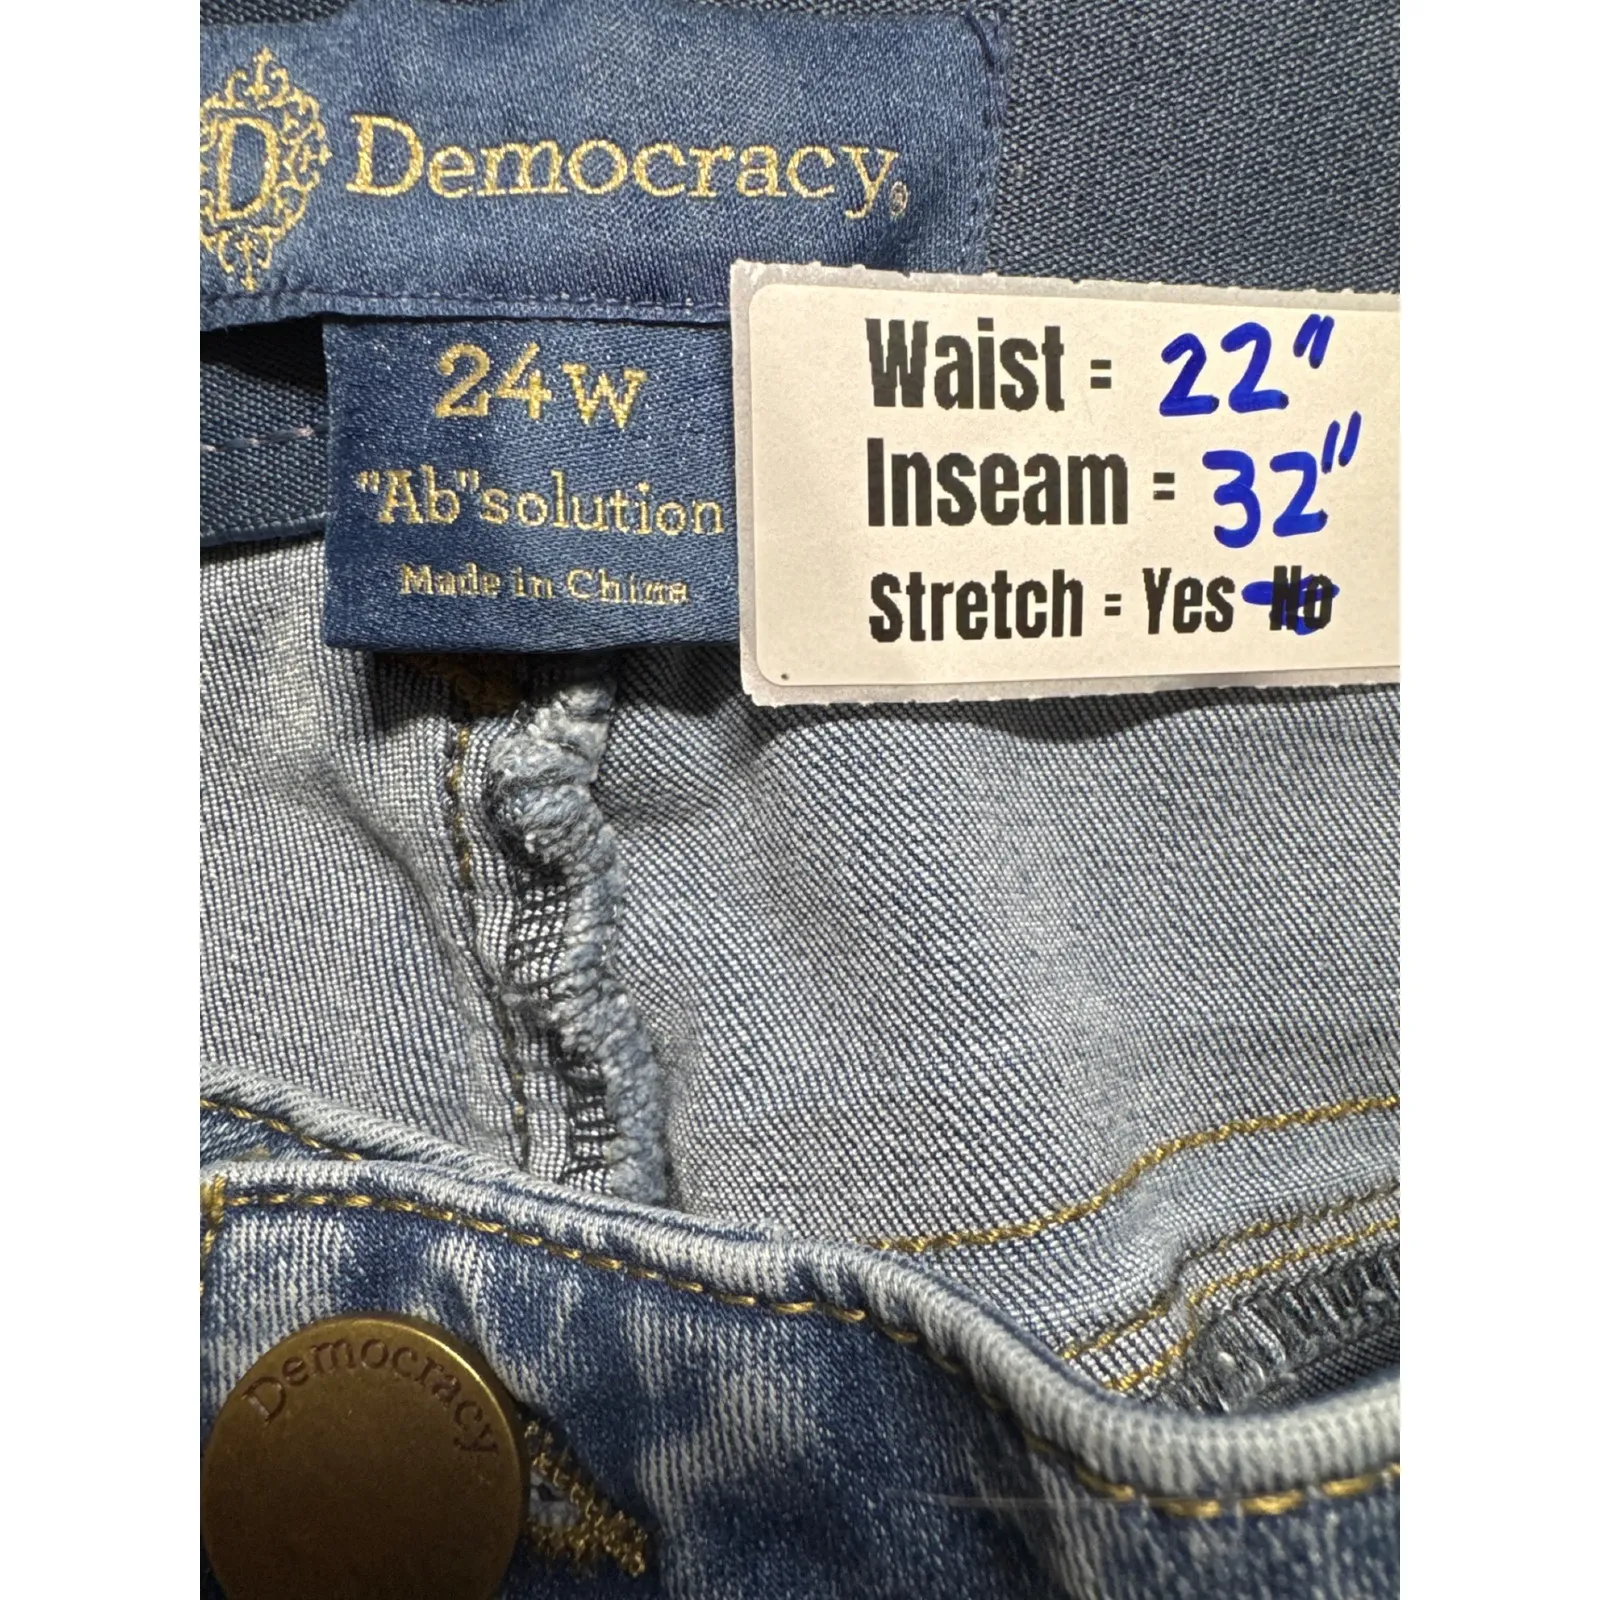 D Democracy®
24W
"Ab"solution
Made in China
Waist = 22"
Inseam = 32"
Stretch = Yes No
Democracy